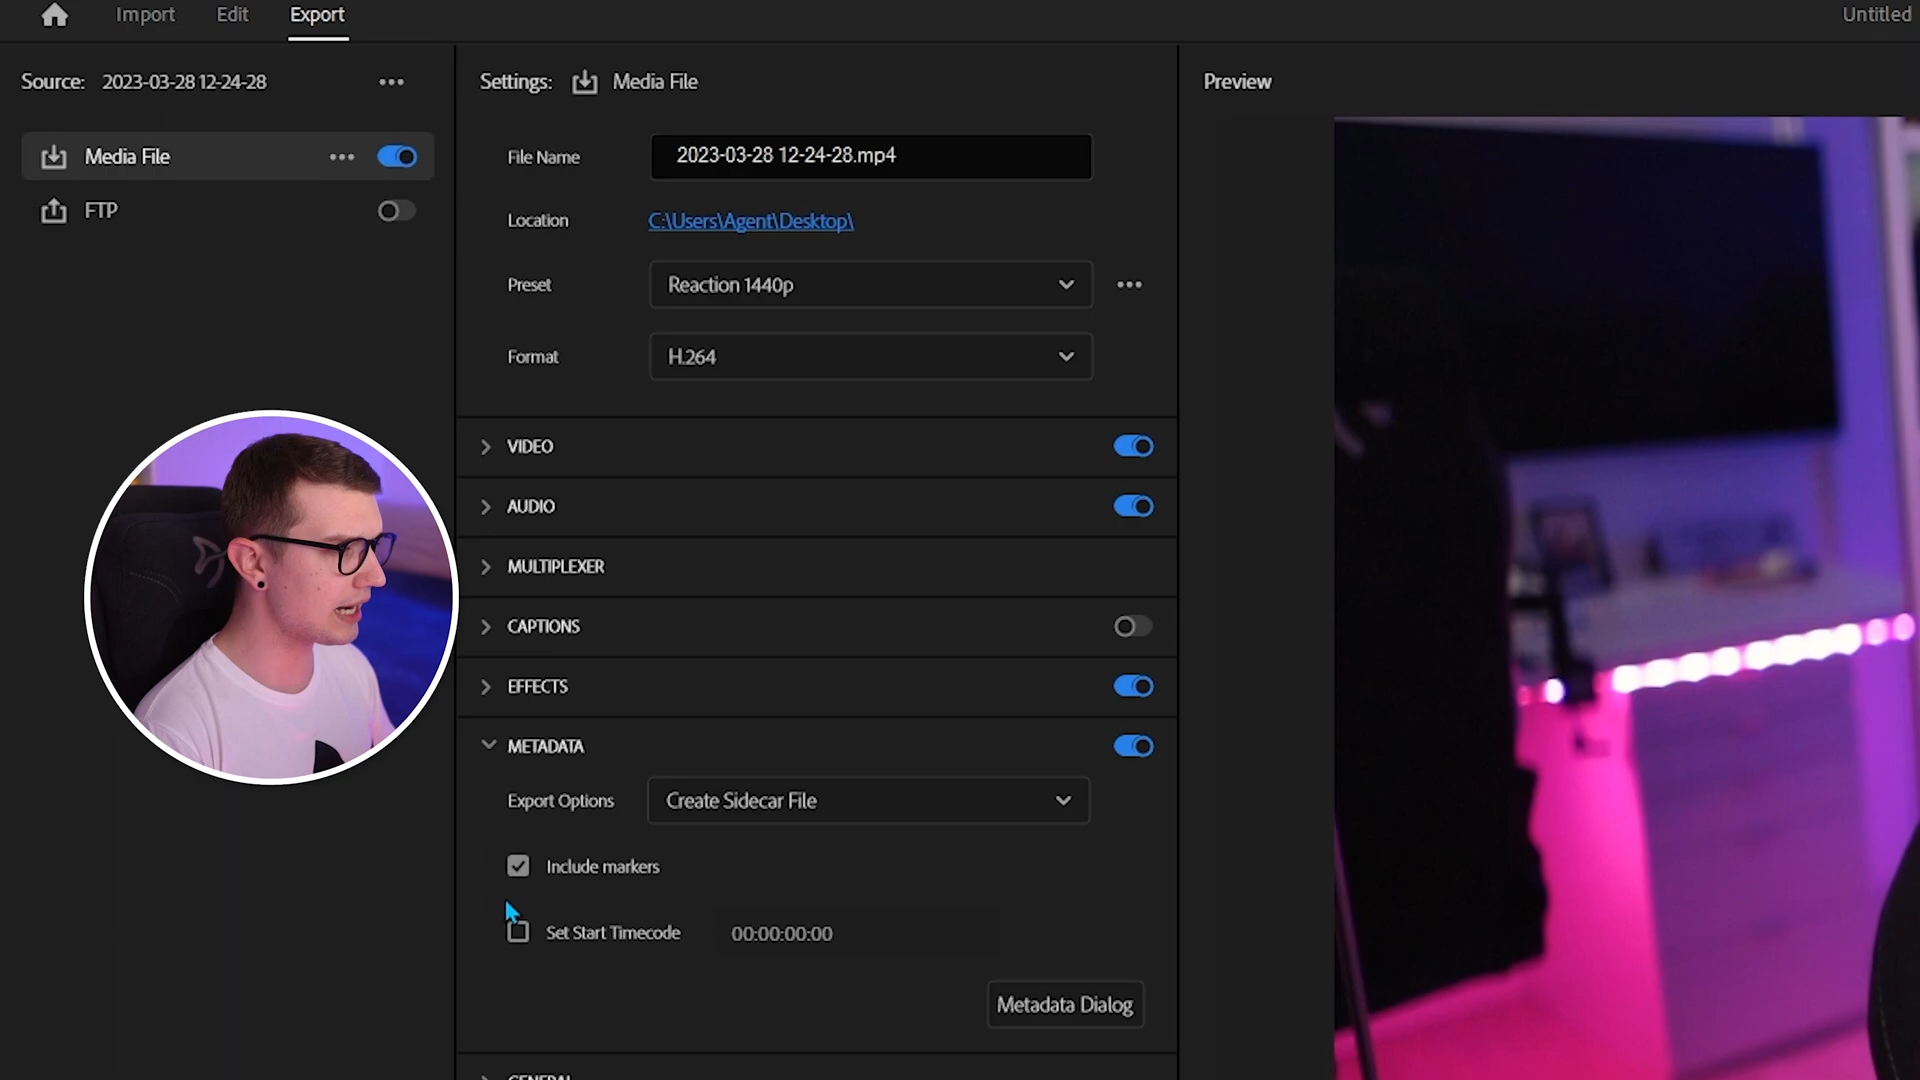 Import Edit Export Untitled
Source: 2023-03-28 12-24-28
Settings: Media File
Preview
Media File
FTP
File Name 2023-03-28 12-24-28.mp4
Location C:\Users\Agent\Desktop\
Preset Reaction 1440p
Format H.264
VIDEO
AUDIO
MULTIPLEXER
CAPTIONS
EFFECTS
METADATA
Export Options Create Sidecar File
Include markers
Set Start Timecode 00:00:00:00
Metadata Dialog
GENERAL